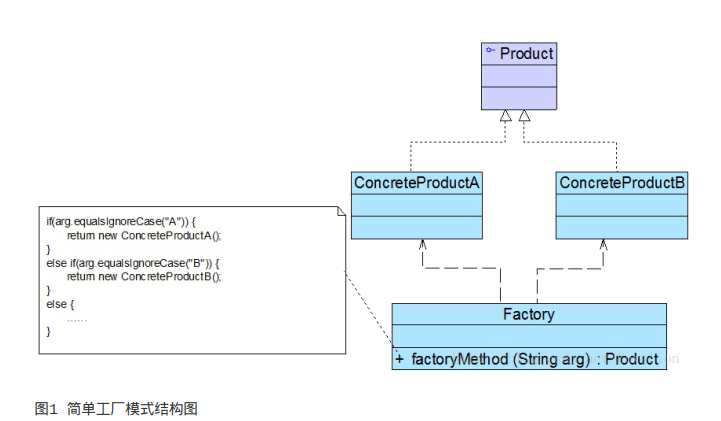 Product
ConcreteProductA
ConcreteProductB
if(arg.equalsIgnoreCase("A")) {
return new ConcreteProductA();
}
else if(arg.equalsIgnoreCase("B")) {
return new ConcreteProductB();
}
else {
......
}
Factory
+ factoryMethod (String arg) : Product
图1 简单工厂模式结构图